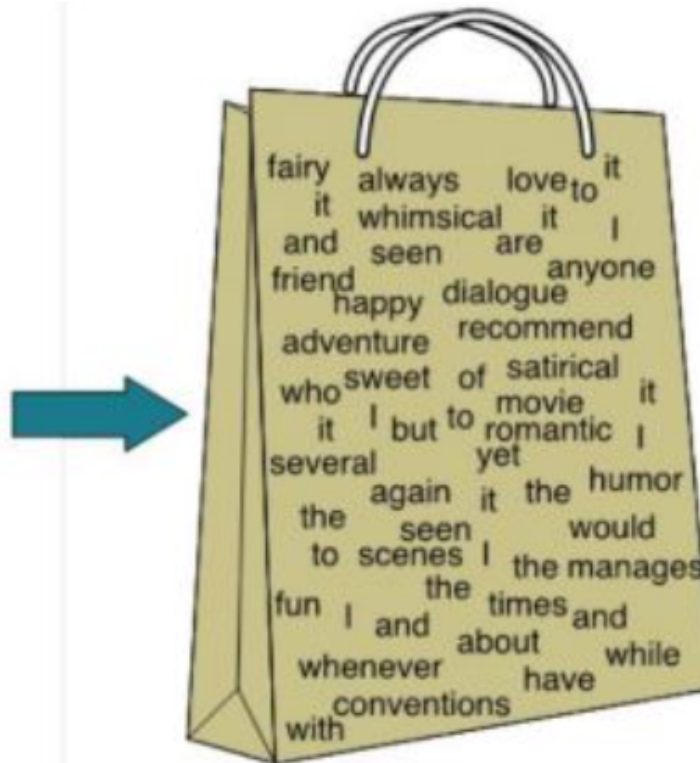 fairy always love to it
it whimsical it I
and seen are anyone
friend happy dialogue
adventure recommend
who sweet of satirical it
it I but to movie romantic I
several yet
again it the humor
the seen would
to scenes I the manages
fun I and the times and
about while
whenever have
conventions
with